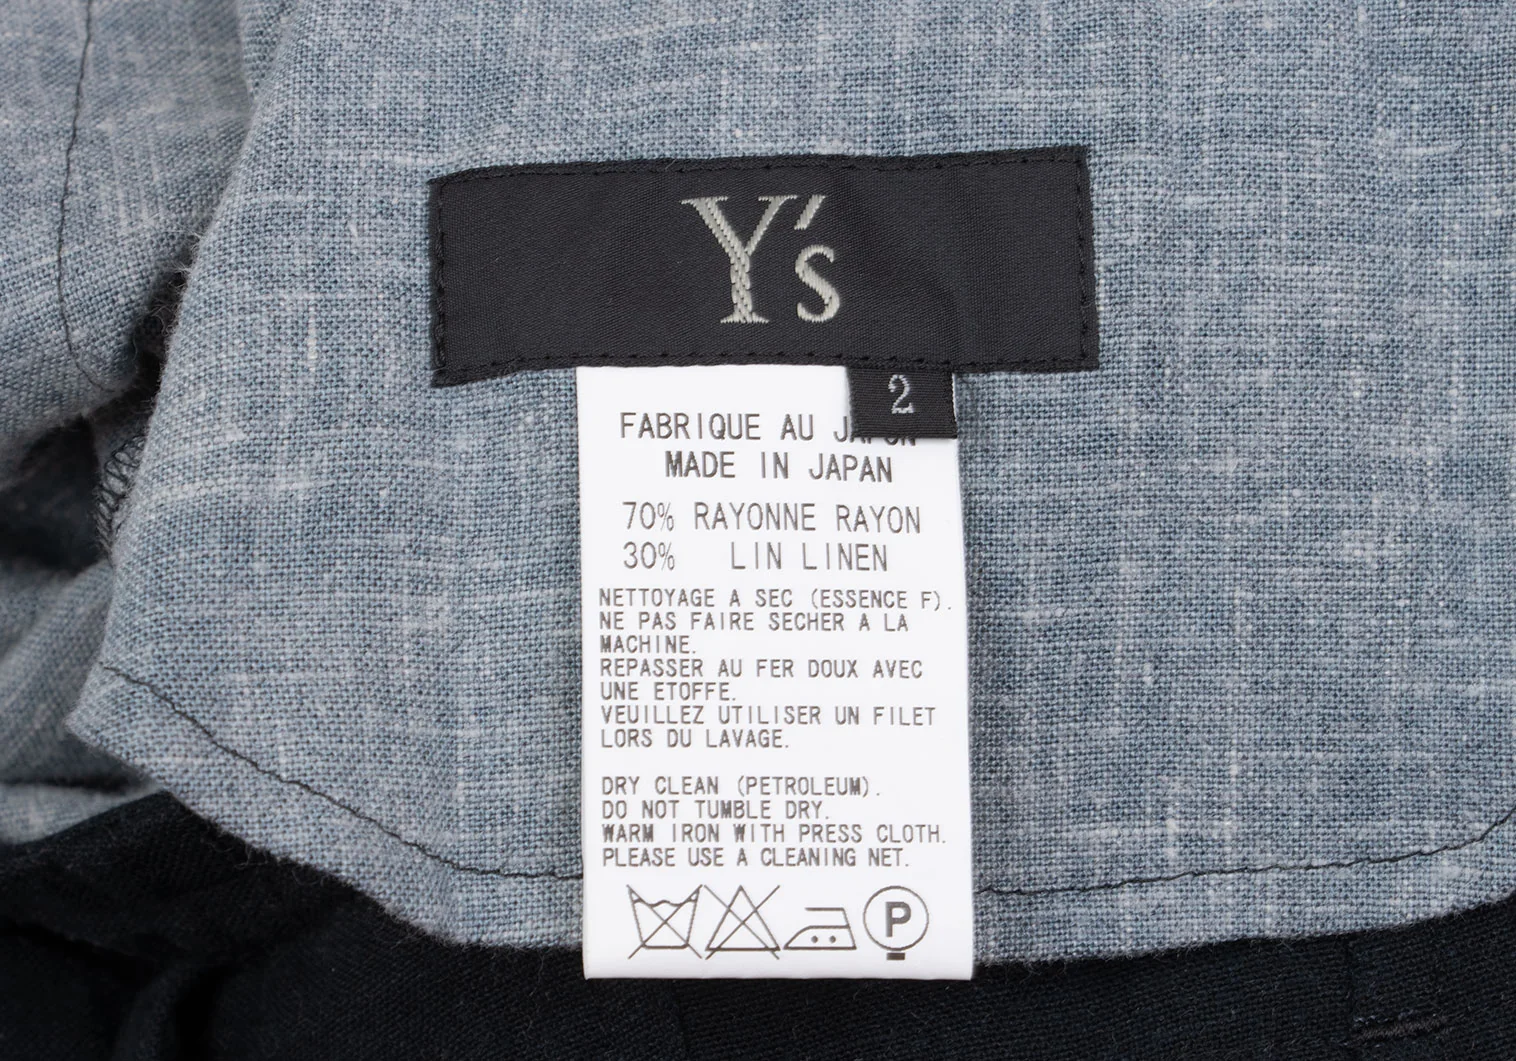 Y's
2
FABRIQUE AU JAPON
MADE IN JAPAN
70% RAYONNE RAYON
30% LIN LINEN
NETTOYAGE A SEC (ESSENCE F).
NE PAS FAIRE SECHER A LA
MACHINE.
REPASSER AU FER DOUX AVEC
UNE ETOFFE.
VEUILLEZ UTILISER UN FILET
LORS DU LAVAGE.
DRY CLEAN (PETROLEUM).
DO NOT TUMBLE DRY.
WARM IRON WITH PRESS CLOTH.
PLEASE USE A CLEANING NET.
P